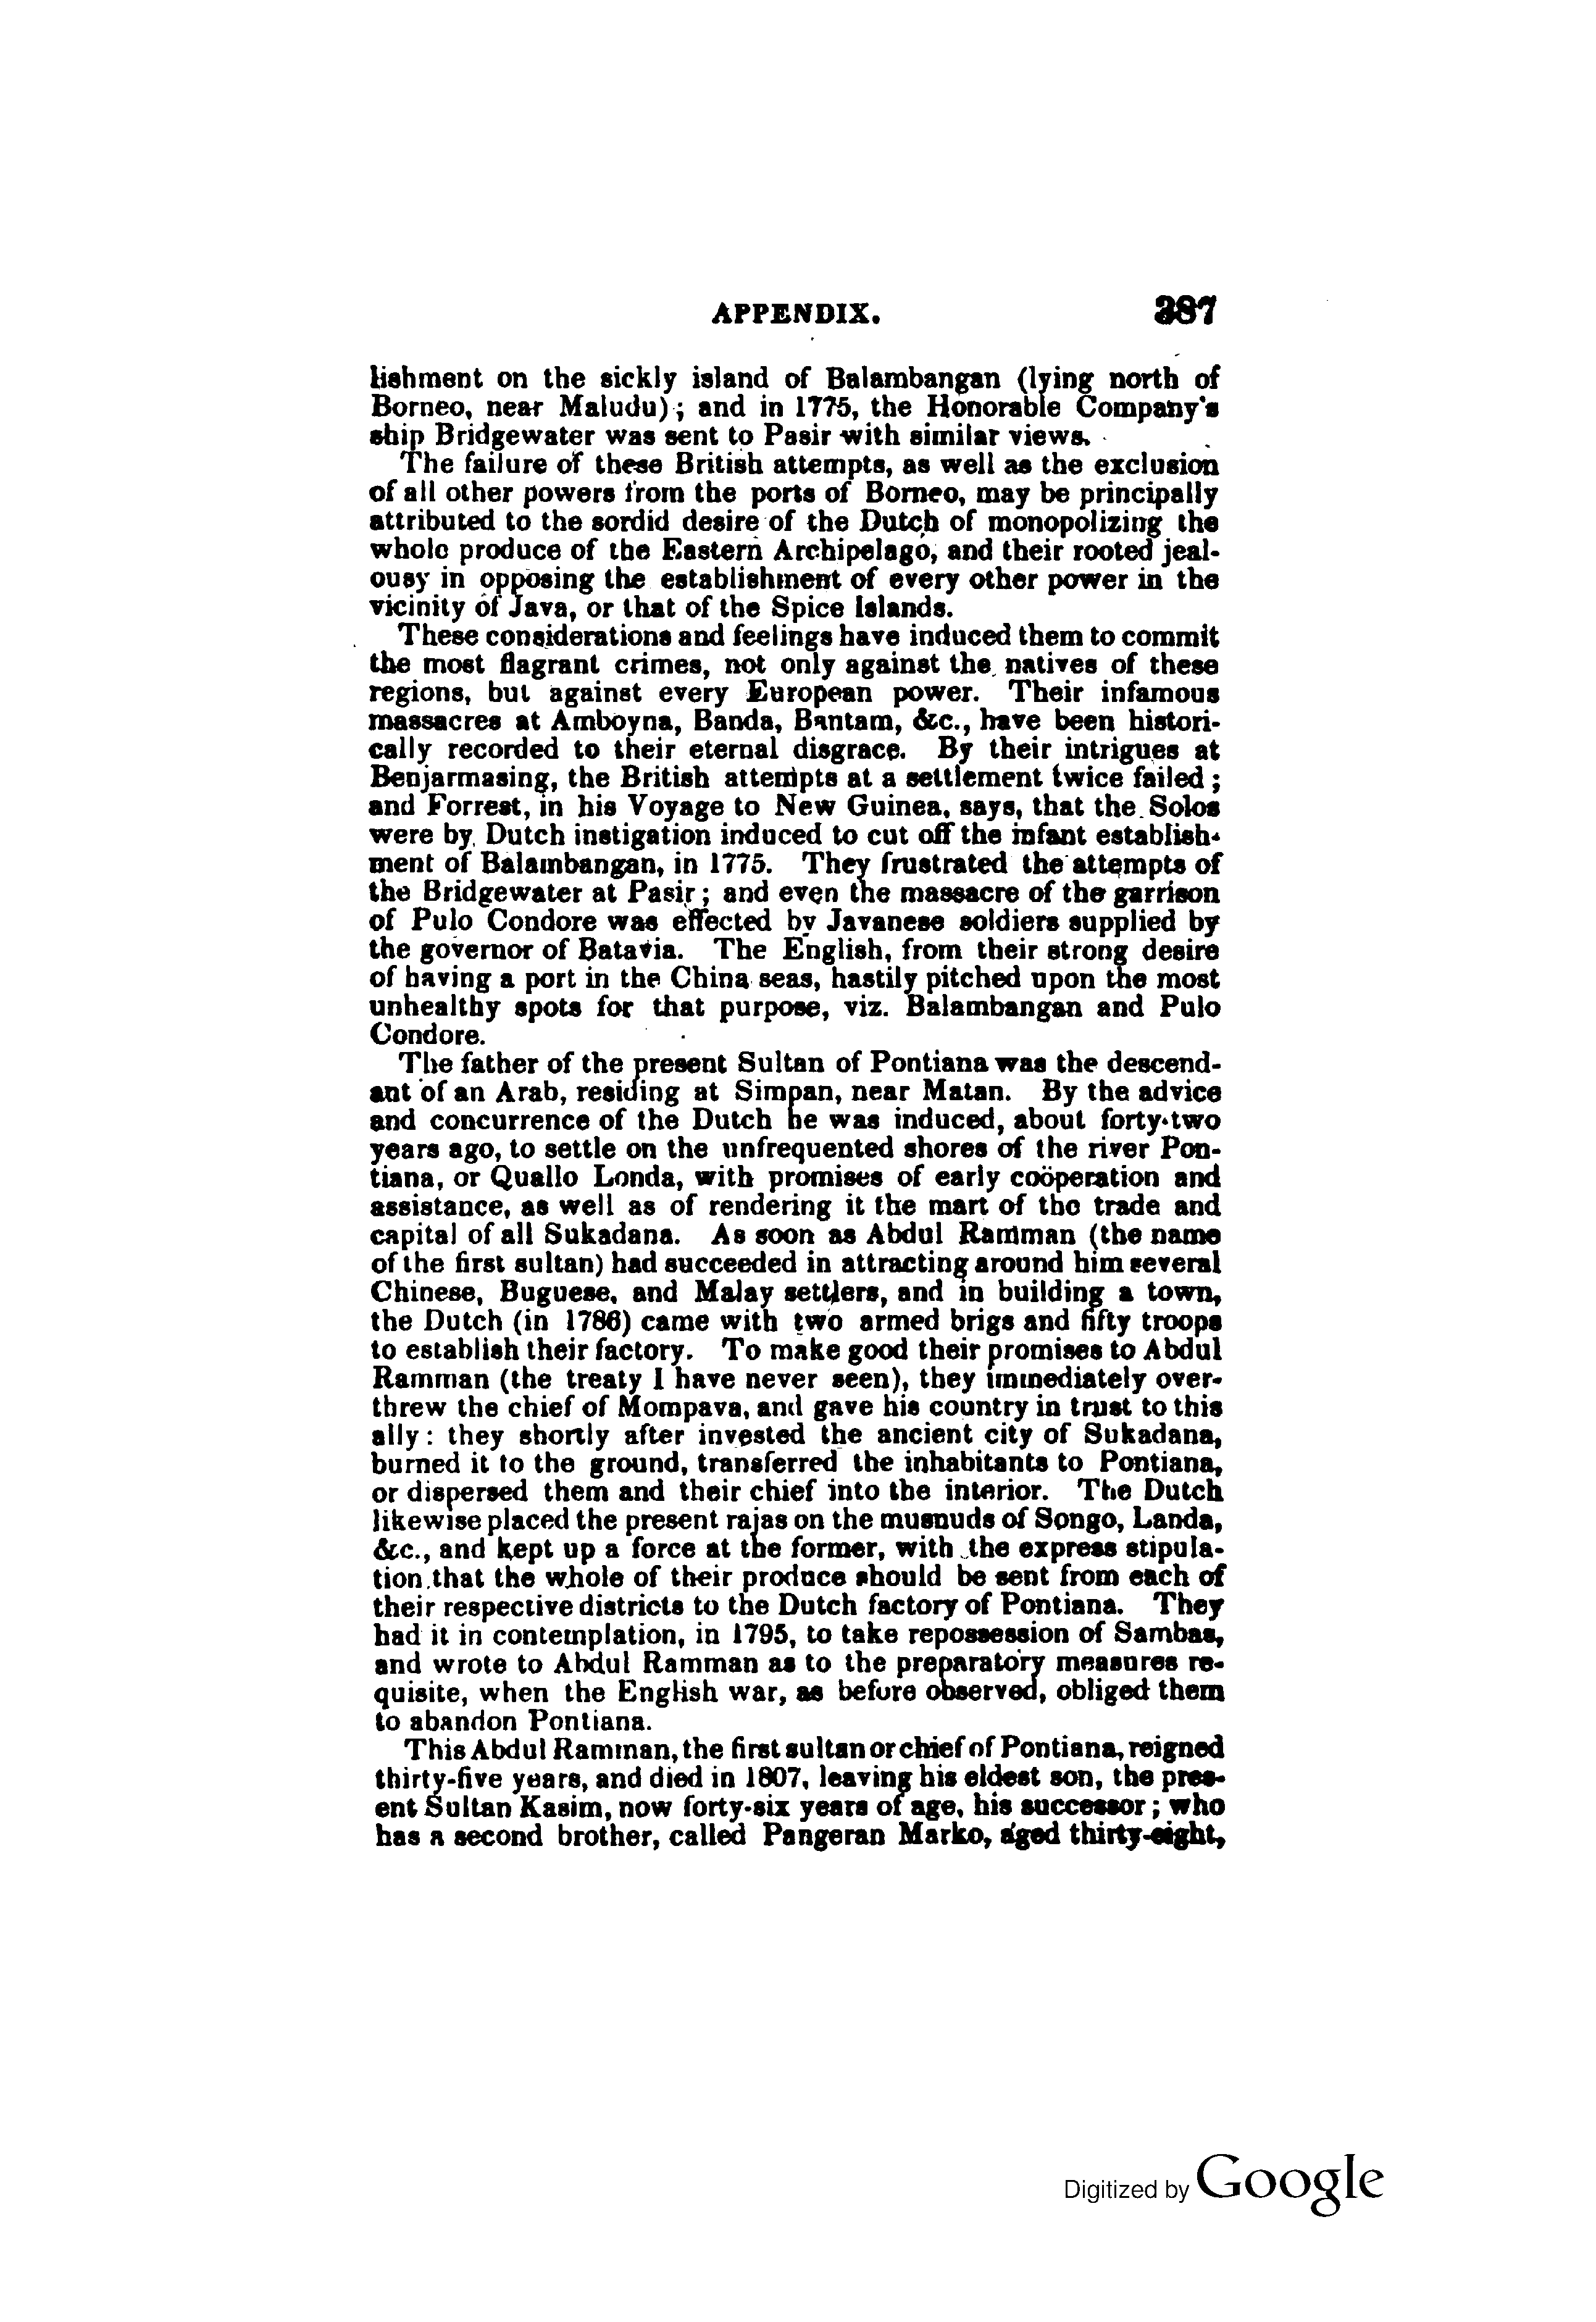 APPENDIX. 387
lishment on the sickly island of Balambangan (lying north of
Borneo, near Maludu); and in 1775, the Honorable Company's
ship Bridgewater was sent to Pasir with similar views.
The failure of these British attempts, as well as the exclusion
of all other powers from the ports of Borneo, may be principally
attributed to the sordid desire of the Dutch of monopolizing the
whole produce of the Eastern Archipelago, and their rooted jeal-
ousy in opposing the establishment of every other power in the
vicinity of Java, or that of the Spice Islands.
These considerations and feelings have induced them to commit
the most flagrant crimes, not only against the natives of these
regions, but against every European power. Their infamous
massacres at Amboyna, Banda, Bantam, &c., have been histori-
cally recorded to their eternal disgrace. By their intrigues at
Benjarmasing, the British attempts at a settlement twice failed;
and Forrest, in his Voyage to New Guinea, says, that the Solos
were by Dutch instigation induced to cut off the infant establish-
ment of Balambangan, in 1775. They frustrated the attempts of
the Bridgewater at Pasir; and even the massacre of the garrison
of Pulo Condore was effected by Javanese soldiers supplied by
the governor of Batavia. The English, from their strong desire
of having a port in the China seas, hastily pitched upon the most
unhealthy spots for that purpose, viz. Balambangan and Pulo
Condore.
The father of the present Sultan of Pontiana was the descend-
ant of an Arab, residing at Simpan, near Matan. By the advice
and concurrence of the Dutch he was induced, about forty-two
years ago, to settle on the unfrequented shores of the river Pon-
tiana, or Quallo Londa, with promises of early coöperation and
assistance, as well as of rendering it the mart of the trade and
capital of all Sukadana. As soon as Abdul Ramman (the name
of the first sultan) had succeeded in attracting around him several
Chinese, Buguese, and Malay settlers, and in building a town,
the Dutch (in 1786) came with two armed brigs and fifty troops
to establish their factory. To make good their promises to Abdul
Ramman (the treaty I have never seen), they immediately over-
threw the chief of Mompava, and gave his country in trust to this
ally: they shortly after invested the ancient city of Sukadana,
burned it to the ground, transferred the inhabitants to Pontiana,
or dispersed them and their chief into the interior. The Dutch
likewise placed the present rajas on the musnuds of Songo, Landa,
&c., and kept up a force at the former, with the express stipula-
tion that the whole of their produce should be sent from each of
their respective districts to the Dutch factory of Pontiana. They
had it in contemplation, in 1795, to take repossession of Sambas,
and wrote to Abdul Ramman as to the preparatory measures re-
quisite, when the English war, as before observed, obliged them
to abandon Pontiana.
This Abdul Ramman, the first sultan or chief of Pontiana, reigned
thirty-five years, and died in 1807, leaving his eldest son, the pres-
ent Sultan Kasim, now forty-six years of age, his successor; who
has a second brother, called Pangeran Marko, aged thirty-eight,
Digitized by Google